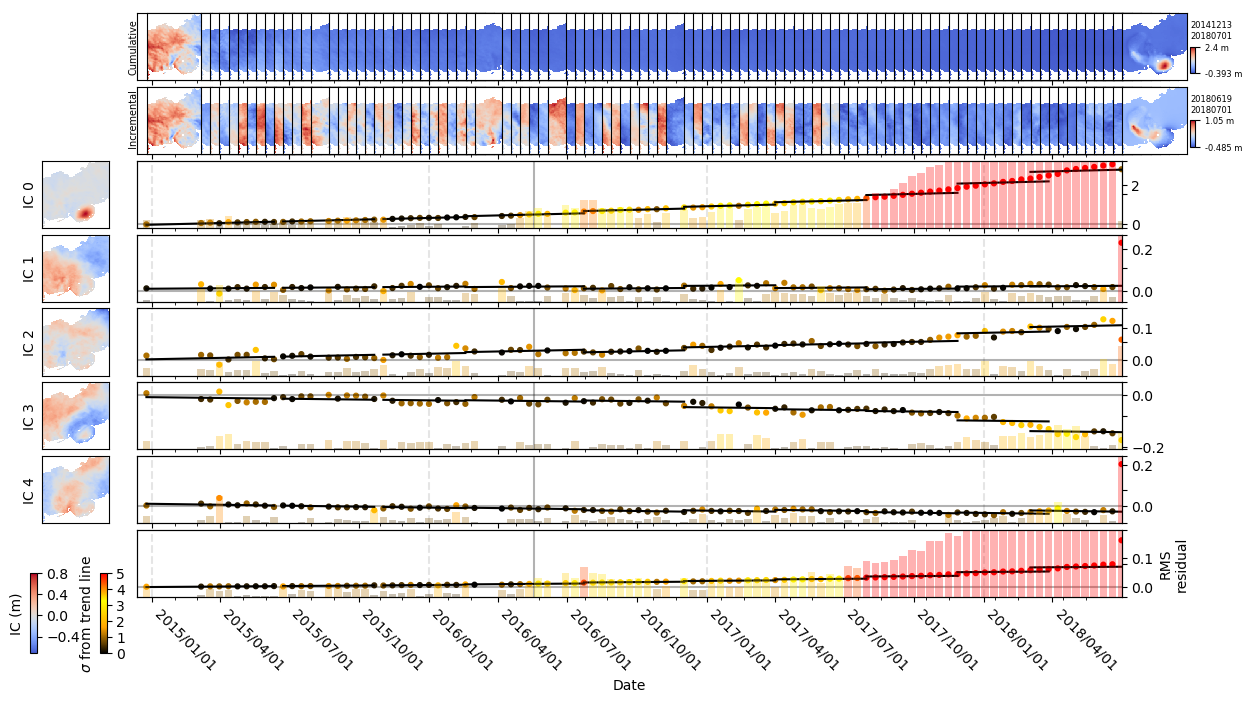 Cumulative
20141213
20180701
2.4 m
-0.393 m
Incremental
20180619
20180701
1.05 m
-0.485 m
IC 0
2
0
IC 1
0.2
0.0
IC 2
0.1
0.0
IC 3
0.0
−0.2
IC 4
0.2
0.0
0.1
0.0
RMS
residual
IC (m)
0.8
0.4
0.0
−0.4
σ from trend line
5
4
3
2
1
0
2015/01/01
2015/04/01
2015/07/01
2015/10/01
2016/01/01
2016/04/01
2016/07/01
2016/10/01
2017/01/01
2017/04/01
2017/07/01
2017/10/01
2018/01/01
2018/04/01
Date